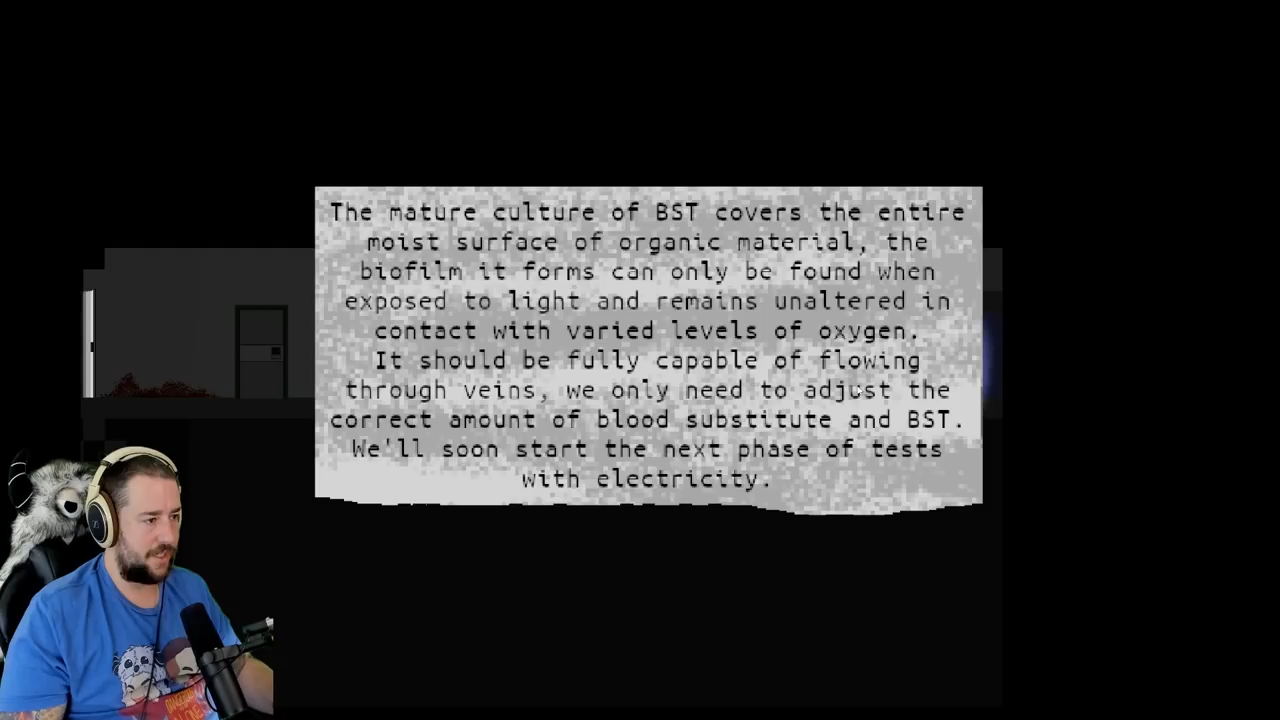 The mature culture of BST covers the entire
moist surface of organic material, the
biofilm it forms can only be found when
exposed to light and remains unaltered in
contact with varied levels of oxygen.
It should be fully capable of flowing
through veins, we only need to adjust the
correct amount of blood substitute and BST.
We'll soon start the next phase of tests
with electricity.